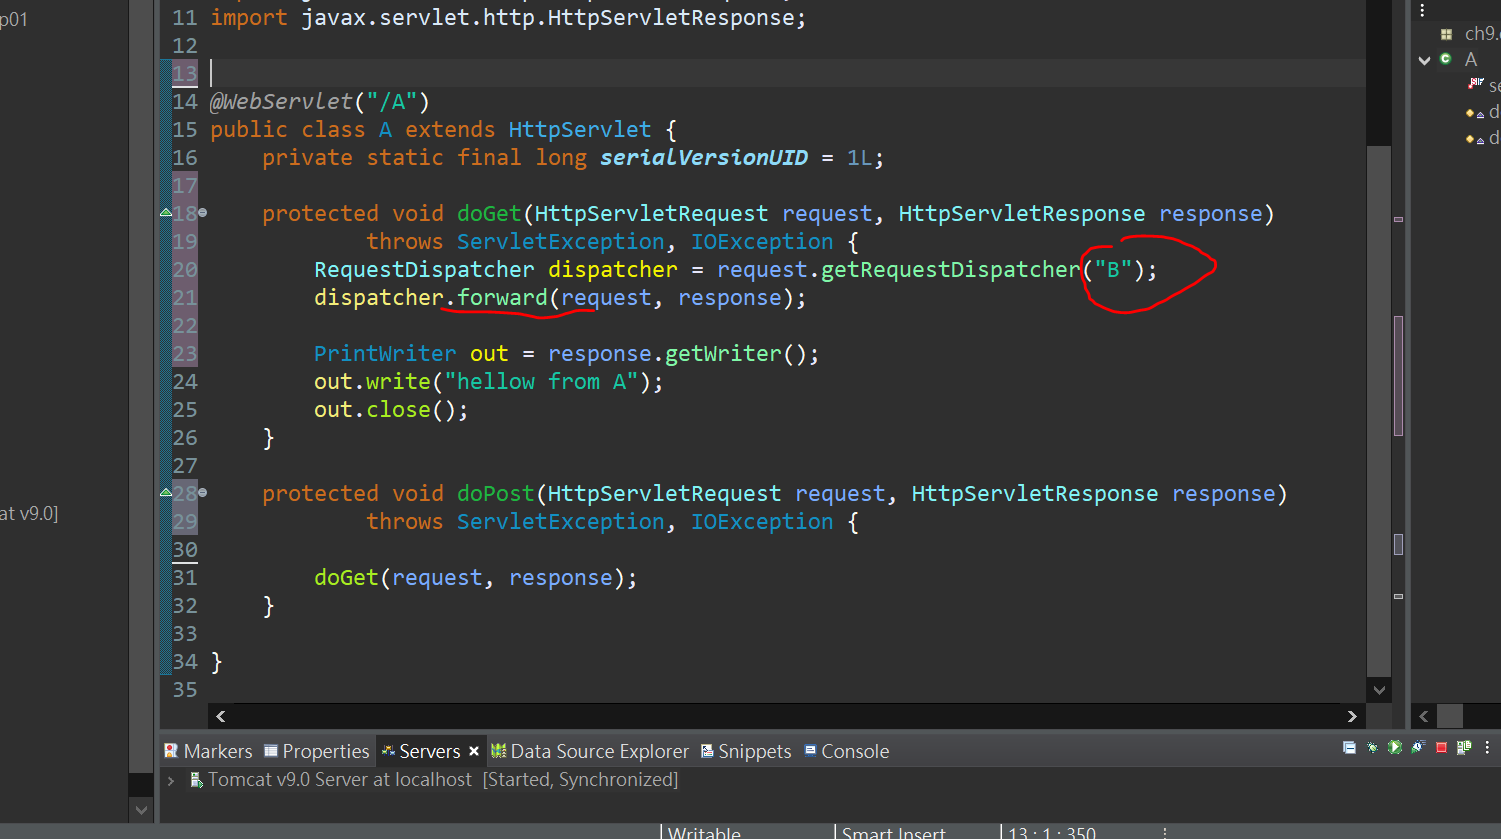 p01
at v9.0]
11 import javax.servlet.http.HttpServletResponse;
12
13
14 @WebServlet("/A")
15 public class A extends HttpServlet {
16 private static final long serialVersionUID = 1L;
17
18 protected void doGet(HttpServletRequest request, HttpServletResponse response)
19 throws ServletException, IOException {
20 RequestDispatcher dispatcher = request.getRequestDispatcher("B");
21 dispatcher.forward(request, response);
22
23 PrintWriter out = response.getWriter();
24 out.write("hellow from A");
25 out.close();
26 }
27
28 protected void doPost(HttpServletRequest request, HttpServletResponse response)
29 throws ServletException, IOException {
30
31 doGet(request, response);
32 }
33
34 }
35
ch9.
A
se
d
d
Markers Properties Servers Data Source Explorer Snippets Console
Tomcat v9.0 Server at localhost [Started, Synchronized]
Writable Smart Insert 13 : 1 : 350